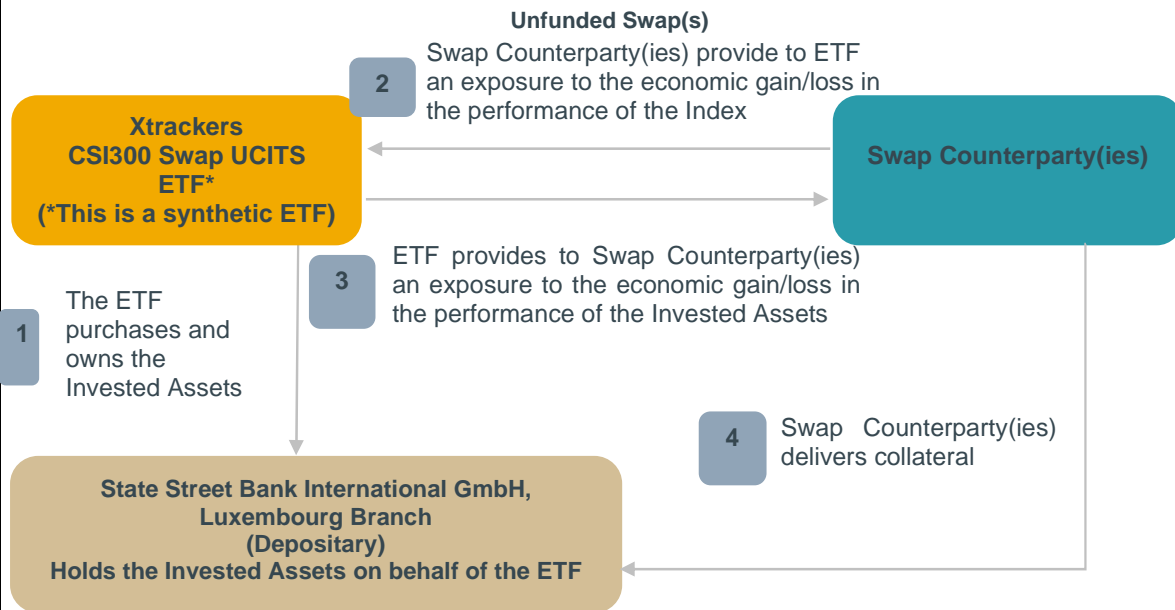 Unfunded Swap(s)
2
Swap Counterparty(ies) provide to ETF
an exposure to the economic gain/loss in
the performance of the Index
Xtrackers
CSI300 Swap UCITS
ETF*
(*This is a synthetic ETF)
Swap Counterparty(ies)
3
ETF provides to Swap Counterparty(ies)
an exposure to the economic gain/loss in
the performance of the Invested Assets
1
The ETF
purchases and
owns the
Invested Assets
4
Swap Counterparty(ies)
delivers collateral
State Street Bank International GmbH,
Luxembourg Branch
(Depositary)
Holds the Invested Assets on behalf of the ETF